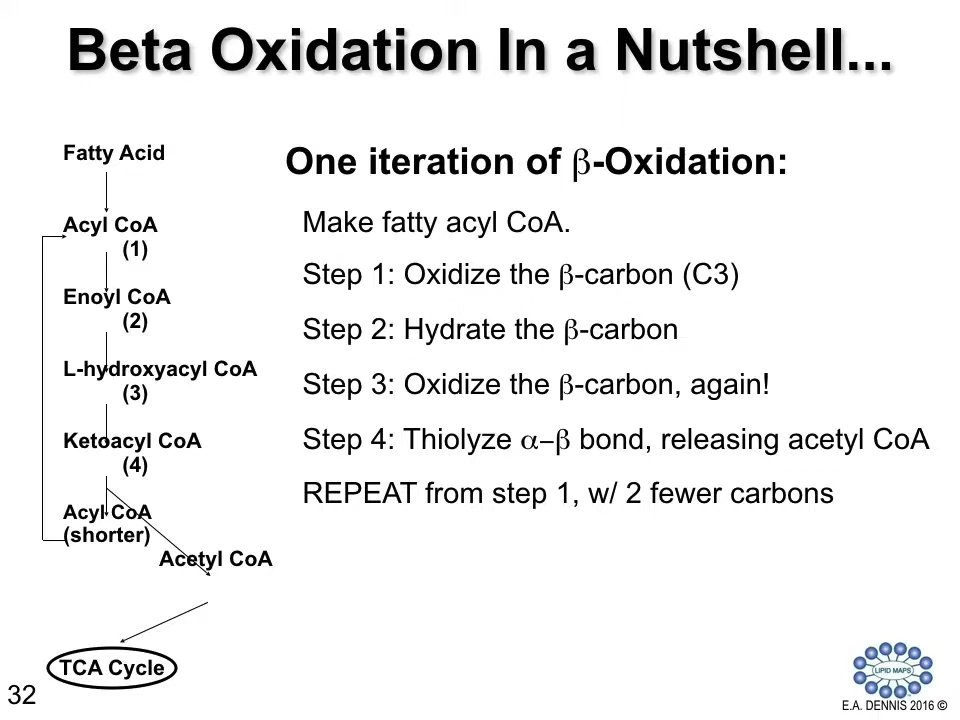 Beta Oxidation In a Nutshell...
Fatty Acid
Acyl CoA
(1)
Enoyl CoA
(2)
L-hydroxyacyl CoA
(3)
Ketoacyl CoA
(4)
Acyl CoA
(shorter)
Acetyl CoA
TCA Cycle
One iteration of β-Oxidation:
Make fatty acyl CoA.
Step 1: Oxidize the β-carbon (C3)
Step 2: Hydrate the β-carbon
Step 3: Oxidize the β-carbon, again!
Step 4: Thiolyze α–β bond, releasing acetyl CoA
REPEAT from step 1, w/ 2 fewer carbons
32
LIPID MAPS
E.A. DENNIS 2016 ©